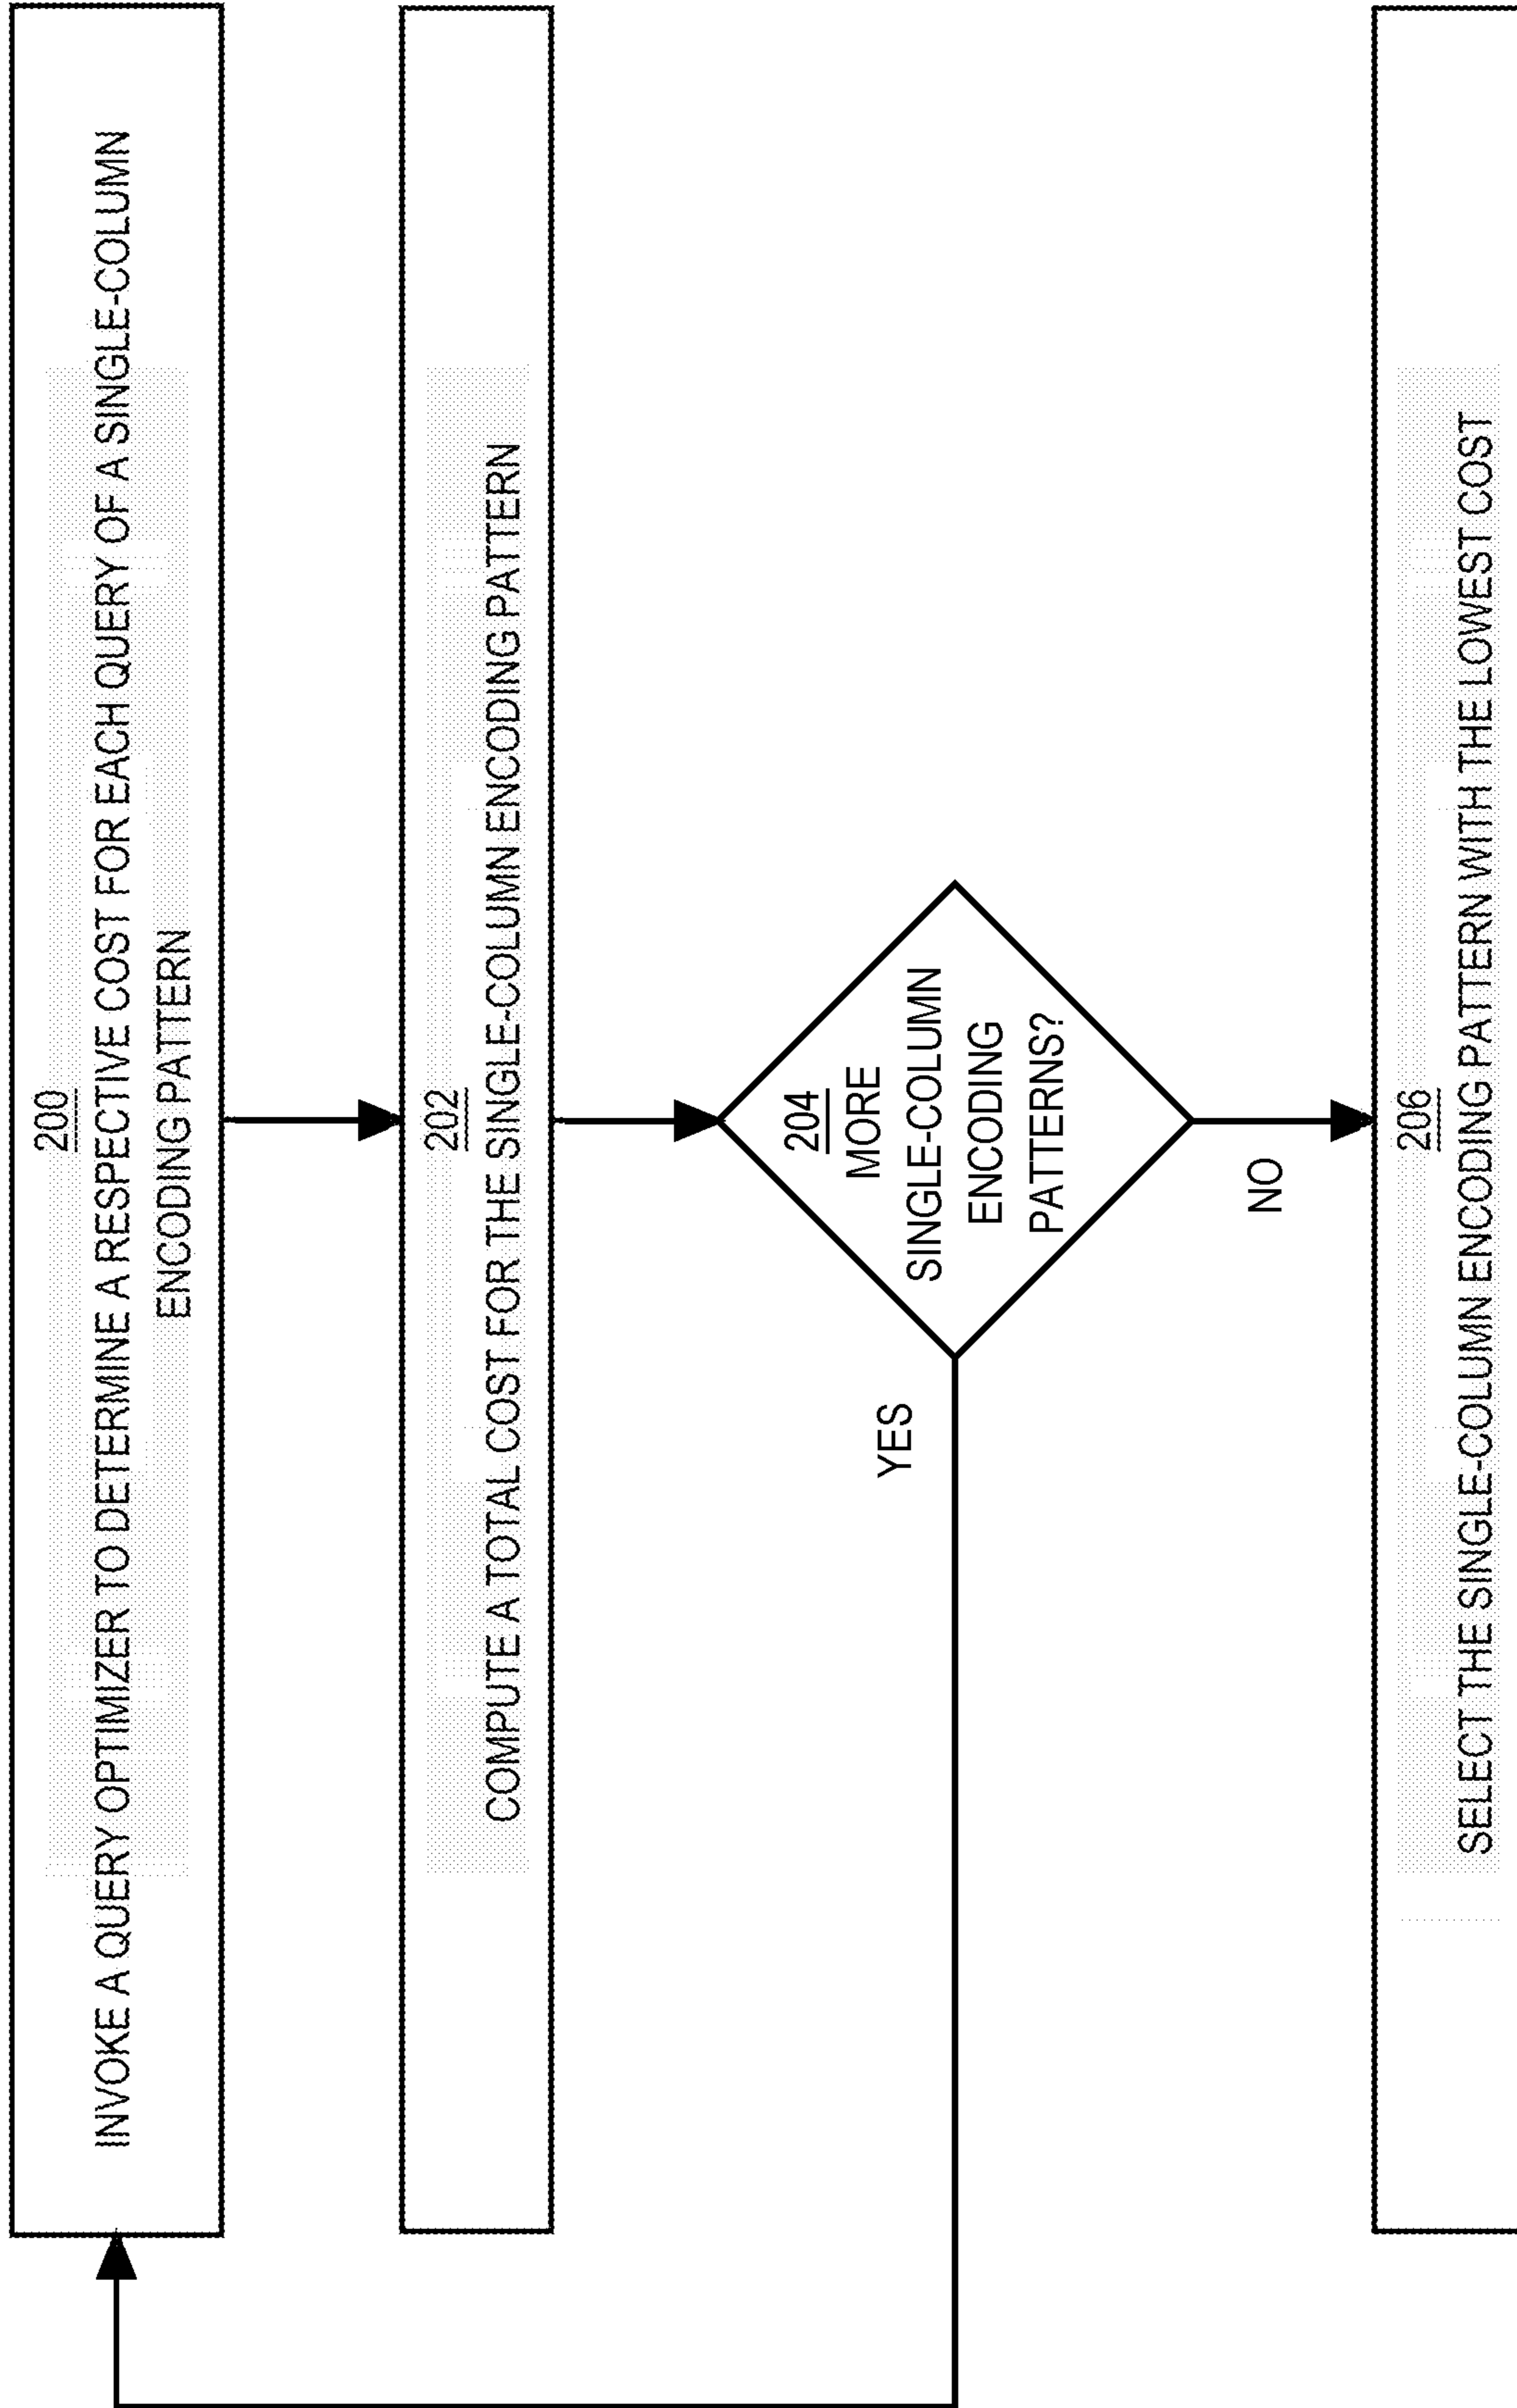 200
INVOKE A QUERY OPTIMIZER TO DETERMINE A RESPECTIVE COST FOR EACH QUERY OF A SINGLE-COLUMN
ENCODING PATTERN
202
COMPUTE A TOTAL COST FOR THE SINGLE-COLUMN ENCODING PATTERN
204
MORE
SINGLE-COLUMN
ENCODING
PATTERNS?
YES
NO
206
SELECT THE SINGLE-COLUMN ENCODING PATTERN WITH THE LOWEST COST